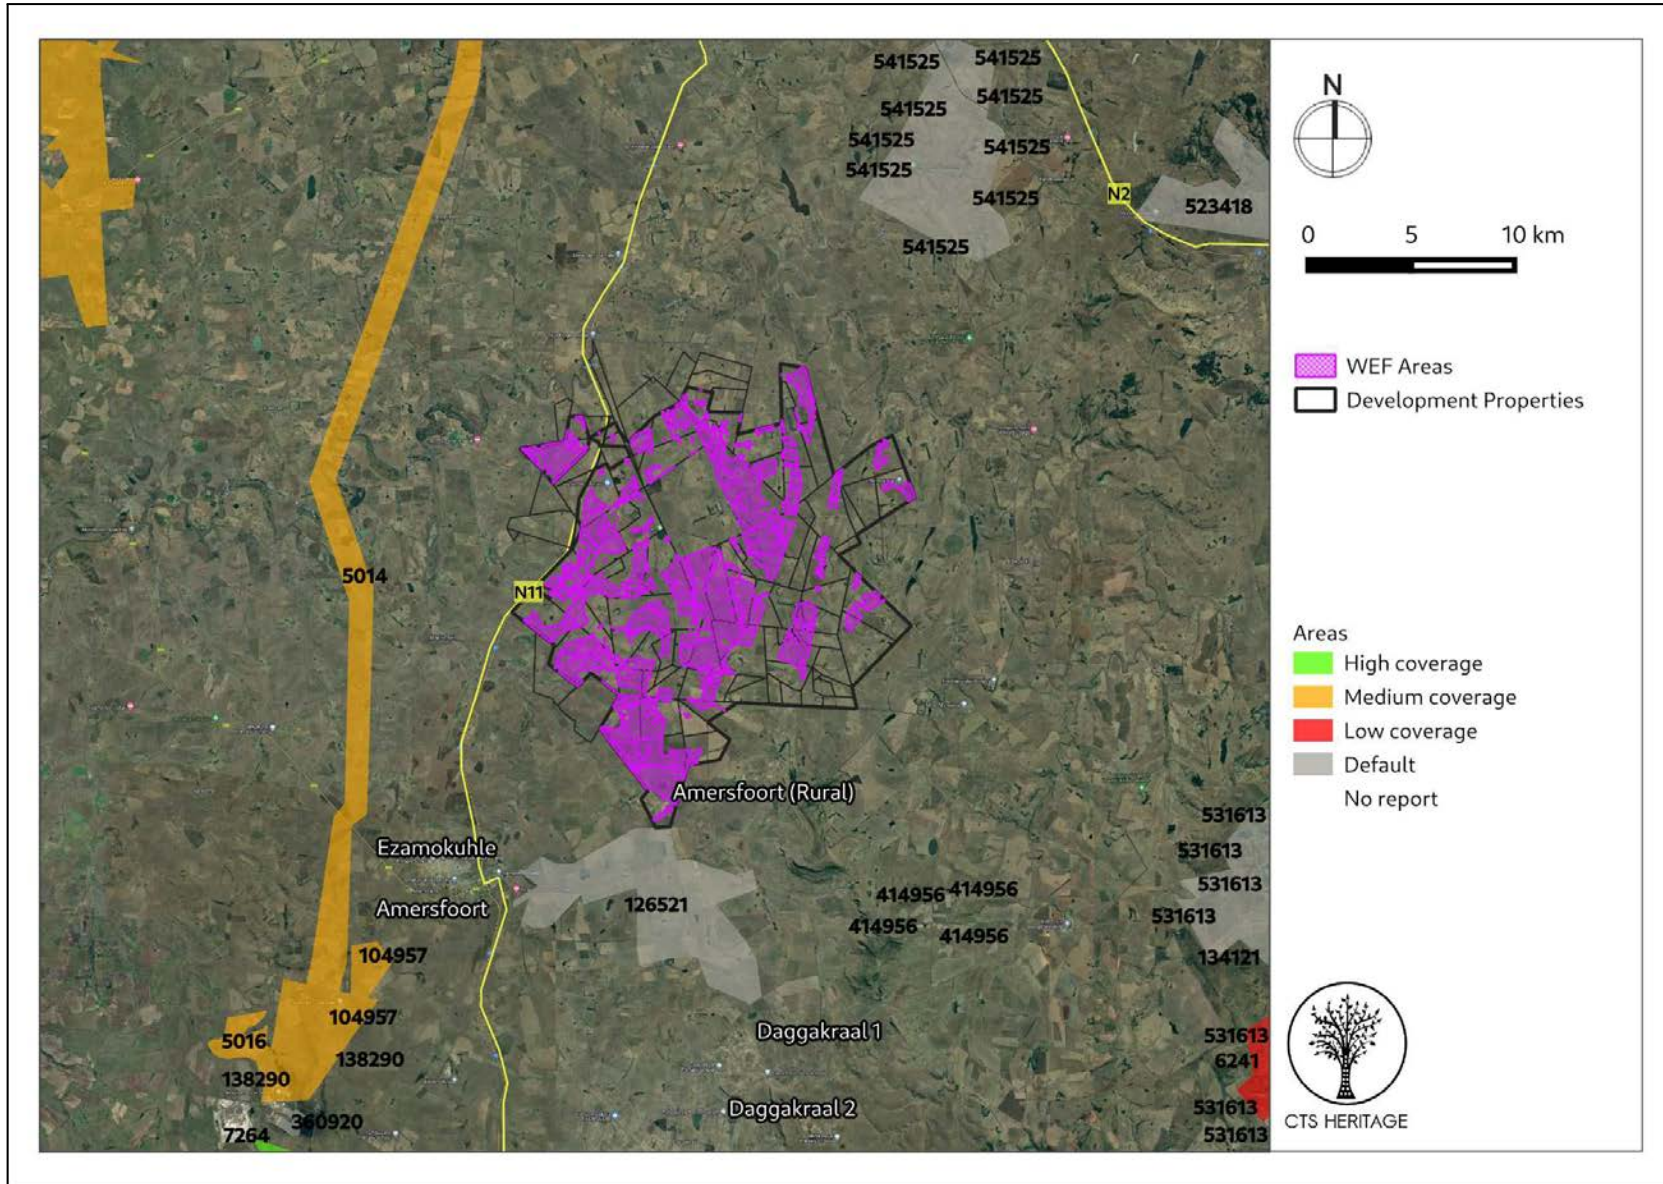 541525
541525
541525
541525
541525
541525
541525
541525
541525
N2
523418
5014
N11
Amersfoort (Rural)
531613
Ezamokuhle
531613
531613
414956
414956
126521
Amersfoort
531613
414956
414956
104957
134121
104957
Daggakraal 1
531613
5016
138290
6241
138290
Daggakraal 2
531613
360920
7264
531613
N
0 5 10 km
WEF Areas
Development Properties
Areas
High coverage
Medium coverage
Low coverage
Default
No report
CTS HERITAGE